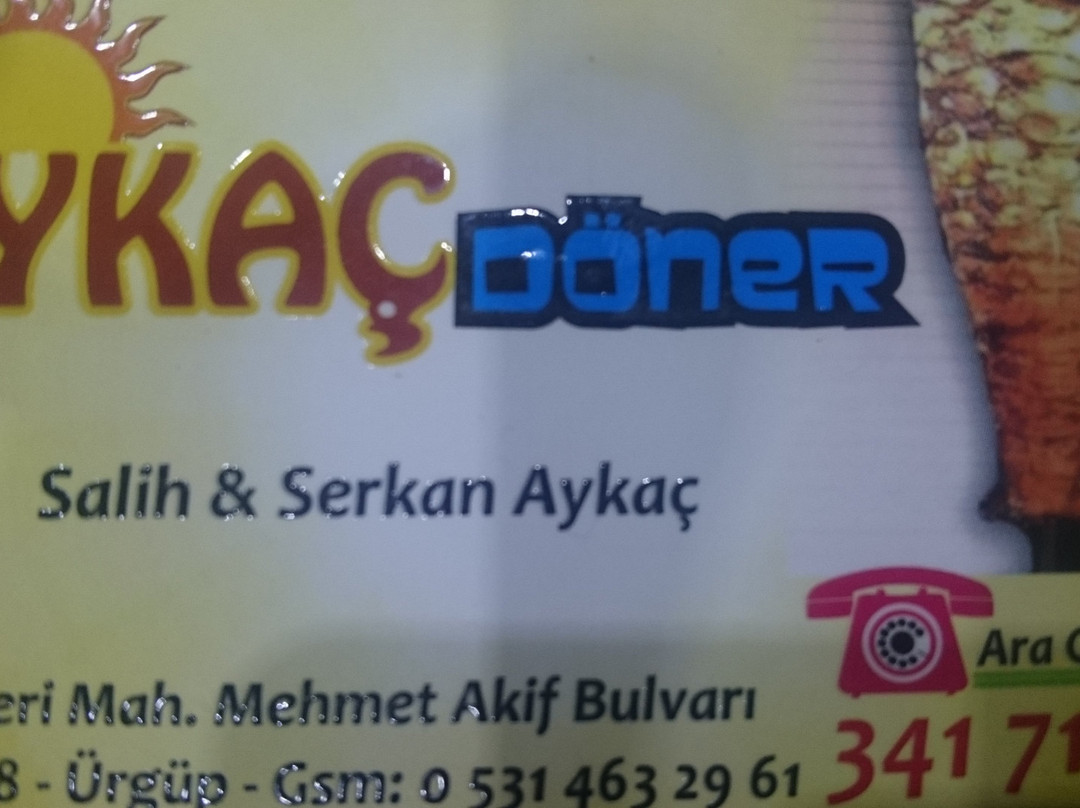 YKAÇ DÖneR
Salih & Serkan Aykaç
eri Mah. Mehmet Akif Bulvarı
Ara
8 - Ürgüp - Gsm: 0 531 463 29 61
341 71